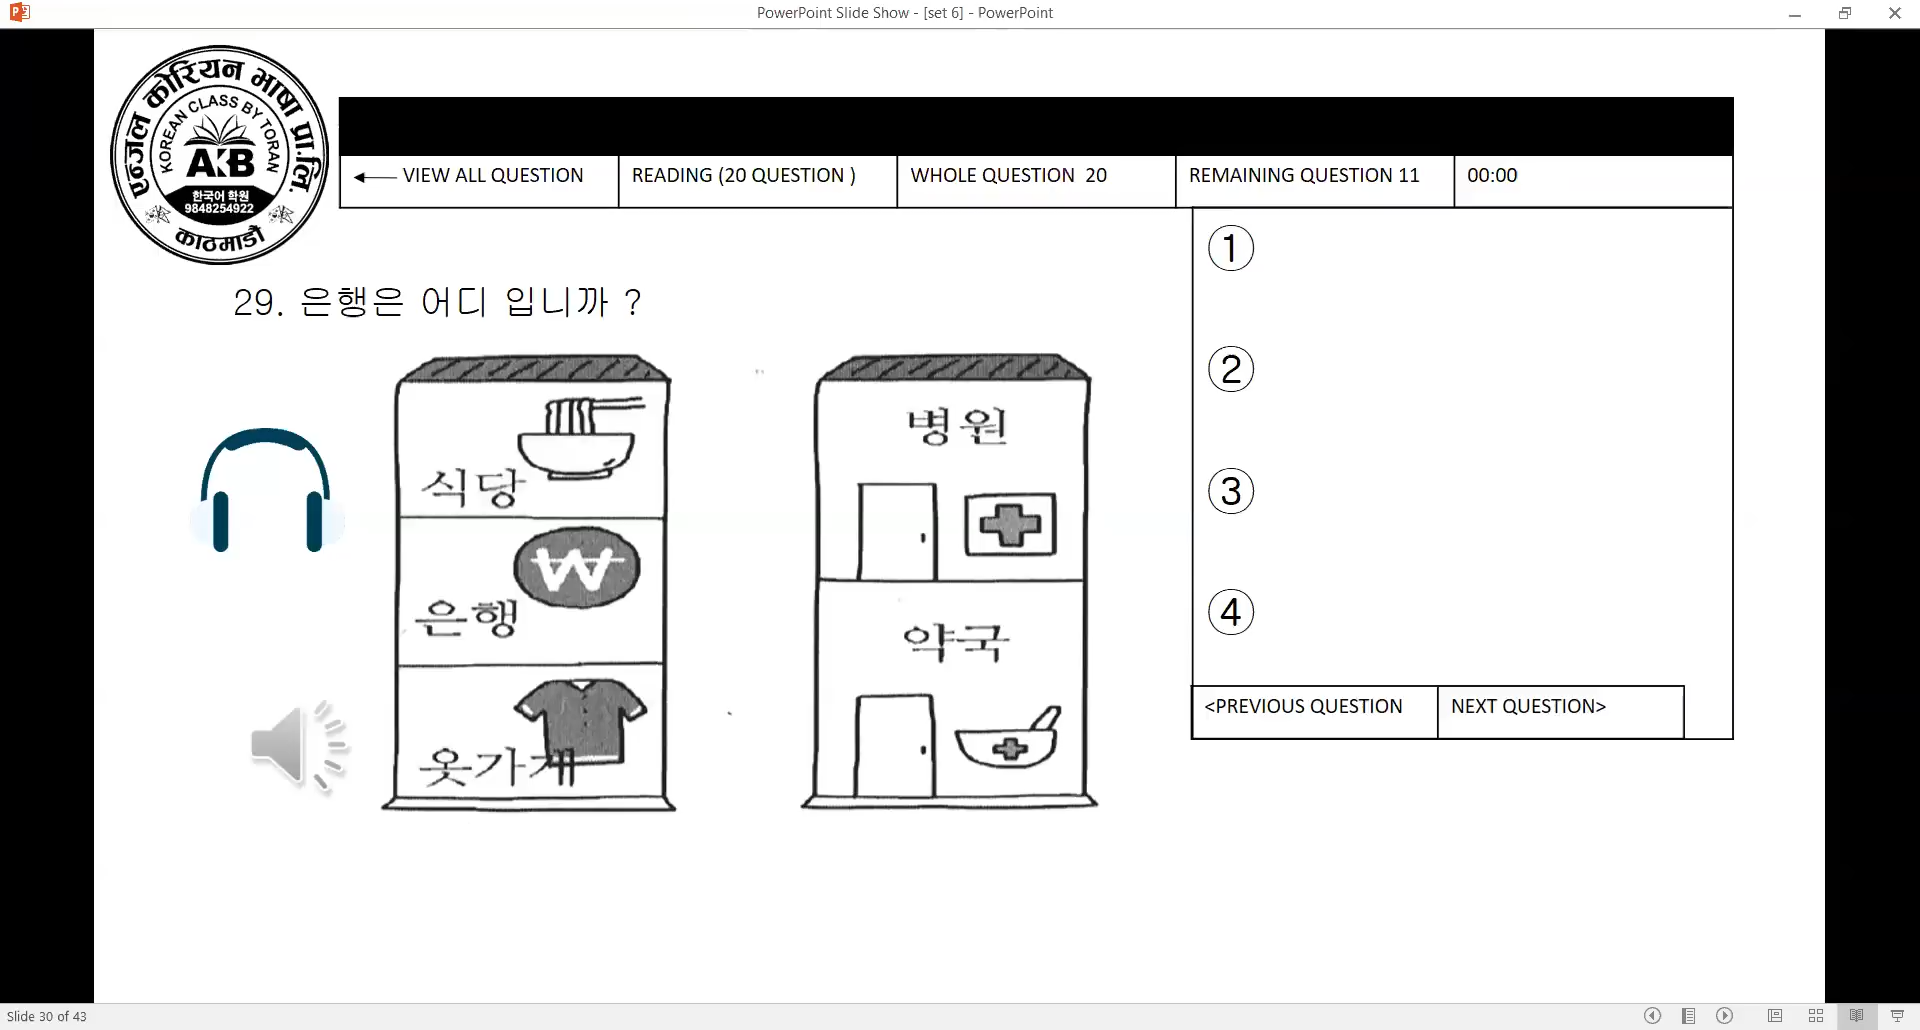 PowerPoint Slide Show - [set 6] - PowerPoint
एन्जल कोरियन भाषा प्रा.लि.
KOREAN CLASS BY TORAN
AKB
한국어 학원
9848254922
काठमाडौं
VIEW ALL QUESTION
READING (20 QUESTION )
WHOLE QUESTION 20
REMAINING QUESTION 11
00:00
29. 은행은 어디 입니까 ?
식당
₩
은행
옷가게
병원
약국
①
②
③
④
<PREVIOUS QUESTION
NEXT QUESTION>
Slide 30 of 43